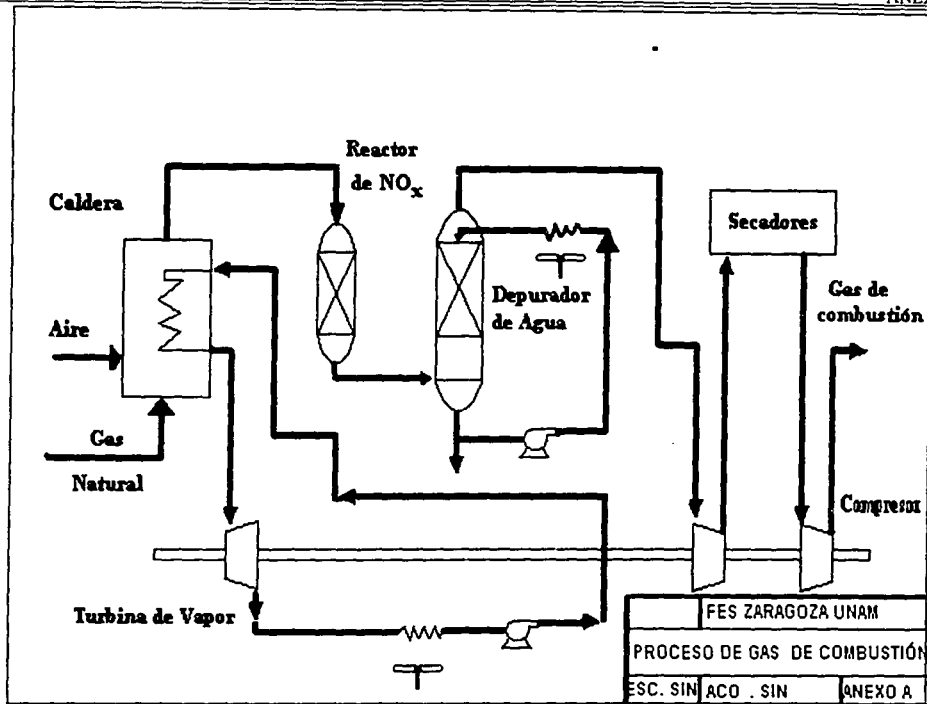 Reactor
de NOx
Caldera
Secadores
Depurador
de Agua
Gas de
combustión
Aire
Gas
Natural
Compresor
Turbina de Vapor
FES ZARAGOZA UNAM
PROCESO DE GAS DE COMBUSTIÓN
ESC. SIN
ACO . SIN
ANEXO A